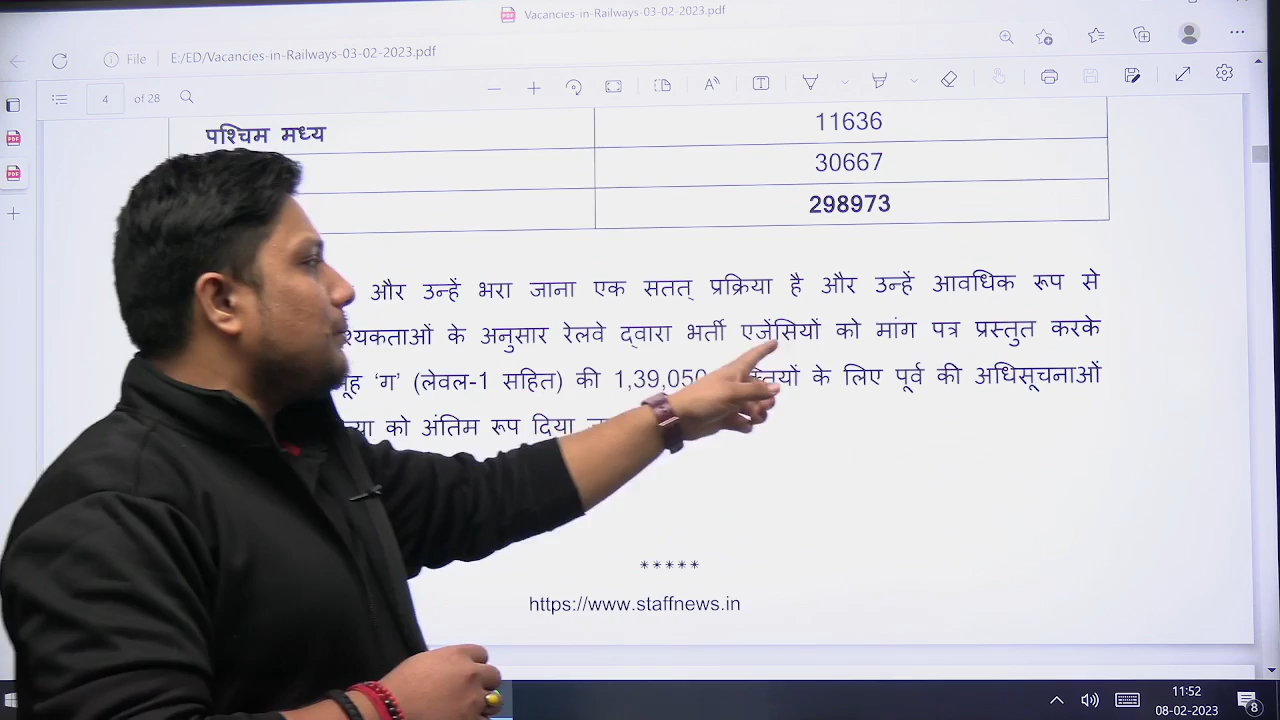 Vacancies-in-Railways-03-02-2023.pdf
File E:/ED/Vacancies-in-Railways-03-02-2023.pdf
4 of 28
पश्चिम मध्य 11636
30667
298973
और उन्हें भरा जाना एक सतत् प्रक्रिया है और उन्हें आवधिक रूप से
के अनुसार रेलवे द्वारा भर्ती एजेंसियों को मांग पत्र प्रस्तुत करके
'ग' (लेवल-1 सहित) की 1,39,050 के लिए पूर्व की अधिसूचनाओं
को अंतिम रूप दिया
*****
https://www.staffnews.in
11:52
08-02-2023
8